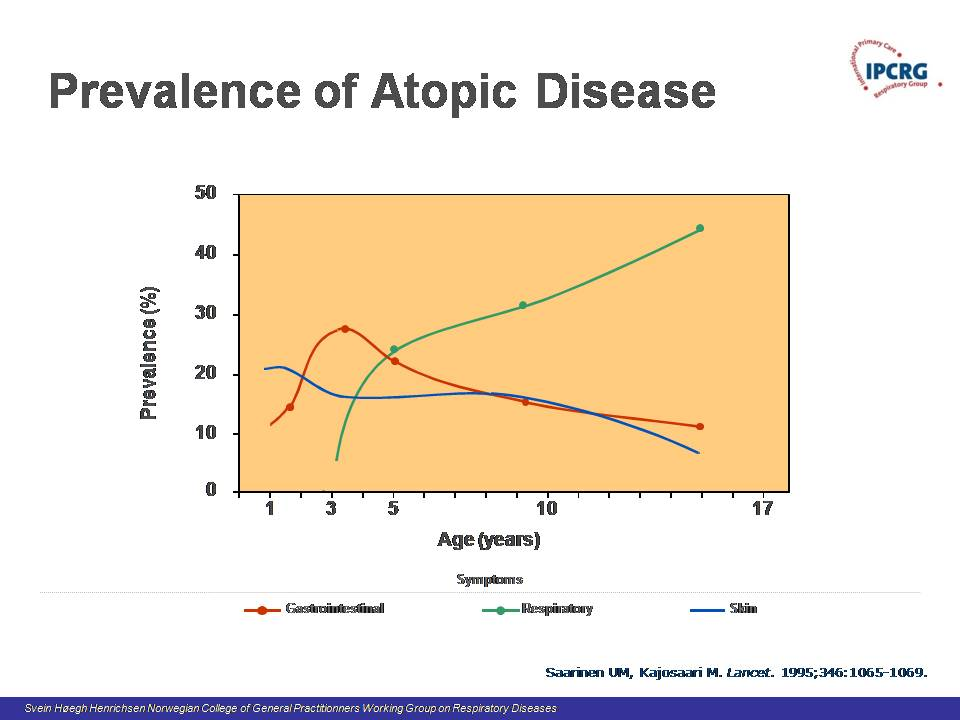 Prevalence of Atopic Disease
International Primary Care
IPCRG
Respiratory Group
50
40
30
20
10
0
Prevalence (%)
1 3 5 10 17
Age (years)
Symptoms
Gastrointestinal Respiratory Skin
Saarinen UM, Kajosaari M. Lancet. 1995;346:1065-1069.
Svein Høegh Henrichsen Norwegian College of General Practitionners Working Group on Respiratory Diseases